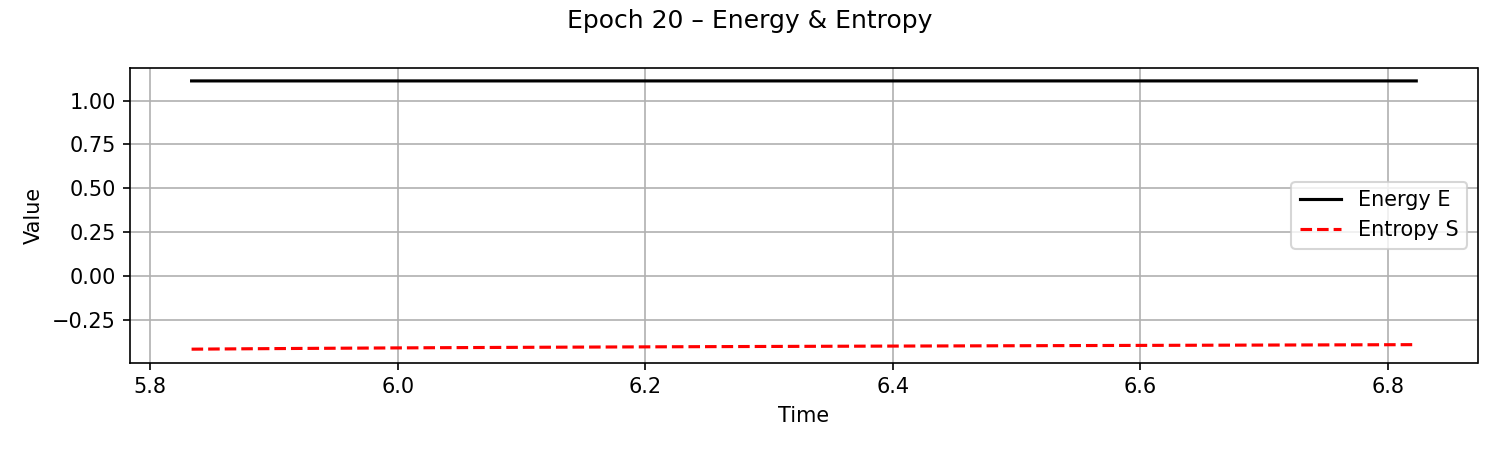 Epoch 20 – Energy & Entropy
1.00
0.75
0.50
0.25
0.00
−0.25
Value
Energy E
Entropy S
5.8 6.0 6.2 6.4 6.6 6.8
Time